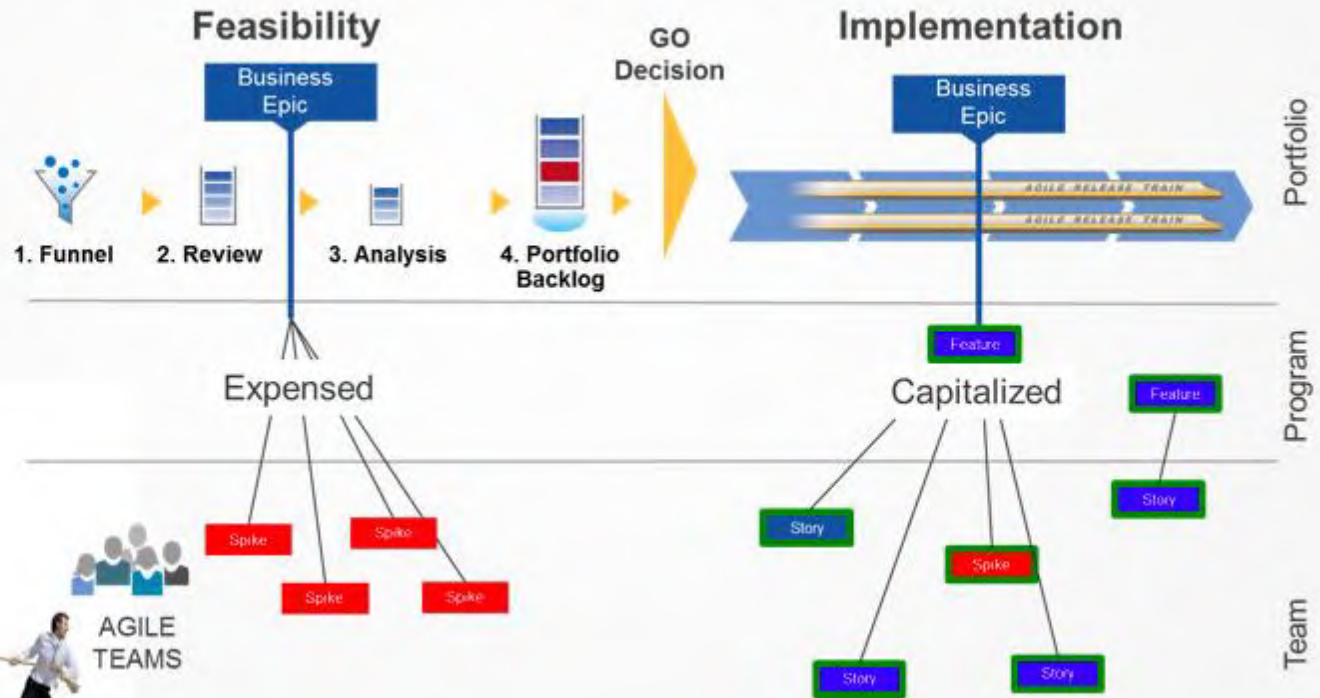 Feasibility
GO
Decision
Implementation
Business
Epic
Business
Epic
Portfolio
AGILE RELEASE TRAIN
AGILE RELEASE TRAIN
1. Funnel
2. Review
3. Analysis
4. Portfolio
Backlog
Feature
Expensed
Capitalized
Feature
Program
Story
Spike
Spike
Story
Spike
Spike
Spike
AGILE
TEAMS
Story
Story
Team